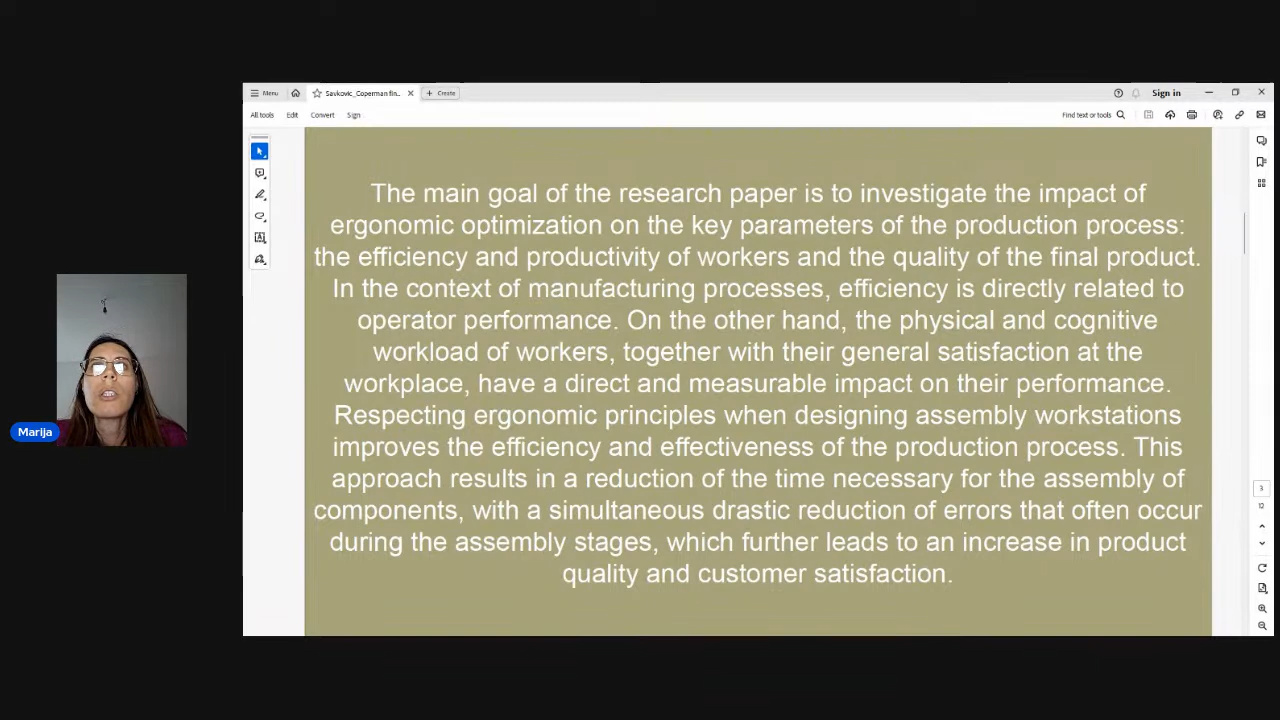 Menu
Savkovic_Coperman fin...
Create
Sign in
All tools
Edit
Convert
Sign
Find text or tools
The main goal of the research paper is to investigate the impact of
ergonomic optimization on the key parameters of the production process:
the efficiency and productivity of workers and the quality of the final product.
In the context of manufacturing processes, efficiency is directly related to
operator performance. On the other hand, the physical and cognitive
workload of workers, together with their general satisfaction at the
workplace, have a direct and measurable impact on their performance.
Respecting ergonomic principles when designing assembly workstations
improves the efficiency and effectiveness of the production process. This
approach results in a reduction of the time necessary for the assembly of
components, with a simultaneous drastic reduction of errors that often occur
during the assembly stages, which further leads to an increase in product
quality and customer satisfaction.
Marija
3